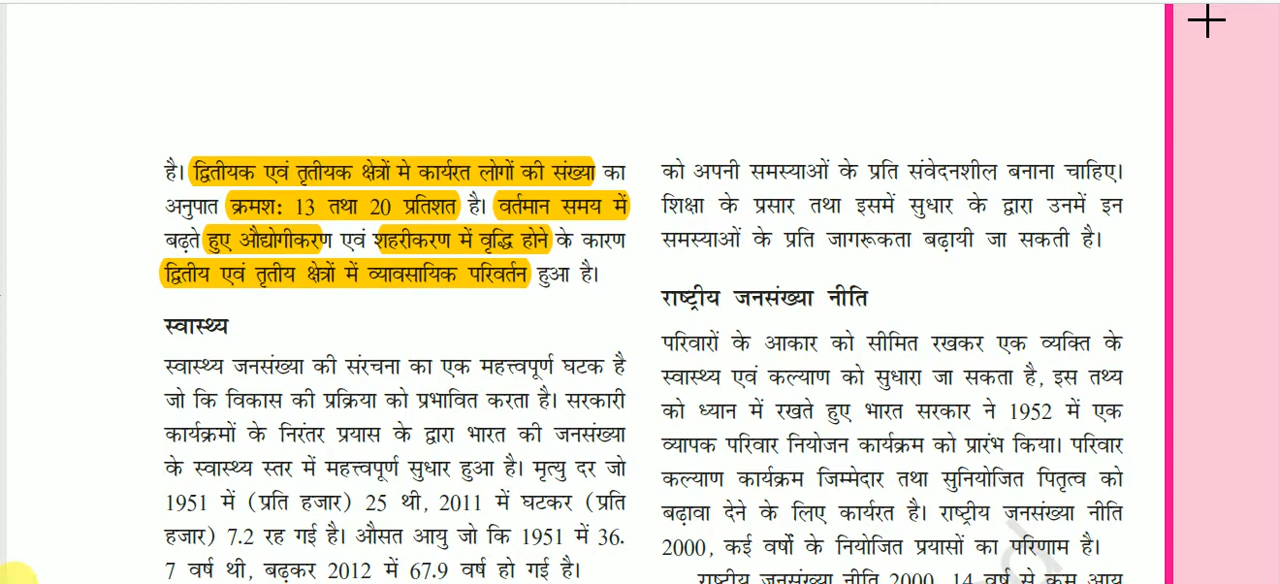 है। द्वितीयक एवं तृतीयक क्षेत्रों मे कार्यरत लोगों की संख्या का
अनुपात क्रमश: 13 तथा 20 प्रतिशत है। वर्तमान समय में
बढ़ते हुए औद्योगीकरण एवं शहरीकरण में वृद्धि होने के कारण
द्वितीय एवं तृतीय क्षेत्रों में व्यावसायिक परिवर्तन हुआ है।
स्वास्थ्य
स्वास्थ्य जनसंख्या की संरचना का एक महत्त्वपूर्ण घटक है
जो कि विकास की प्रक्रिया को प्रभावित करता है। सरकारी
कार्यक्रमों के निरंतर प्रयास के द्वारा भारत की जनसंख्या
के स्वास्थ्य स्तर में महत्त्वपूर्ण सुधार हुआ है। मृत्यु दर जो
1951 में (प्रति हजार) 25 थी, 2011 में घटकर (प्रति
हजार) 7.2 रह गई है। औसत आयु जो कि 1951 में 36.
7 वर्ष थी, बढ़कर 2012 में 67.9 वर्ष हो गई है।
को अपनी समस्याओं के प्रति संवेदनशील बनाना चाहिए।
शिक्षा के प्रसार तथा इसमें सुधार के द्वारा उनमें इन
समस्याओं के प्रति जागरूकता बढ़ायी जा सकती है।
राष्ट्रीय जनसंख्या नीति
परिवारों के आकार को सीमित रखकर एक व्यक्ति के
स्वास्थ्य एवं कल्याण को सुधारा जा सकता है, इस तथ्य
को ध्यान में रखते हुए भारत सरकार ने 1952 में एक
व्यापक परिवार नियोजन कार्यक्रम को प्रारंभ किया। परिवार
कल्याण कार्यक्रम जिम्मेदार तथा सुनियोजित पितृत्व को
बढ़ावा देने के लिए कार्यरत है। राष्ट्रीय जनसंख्या नीति
2000, कई वर्षों के नियोजित प्रयासों का परिणाम है।
राष्ट्रीय जनसंख्या नीति 2000, 14 वर्ष से कम आयु